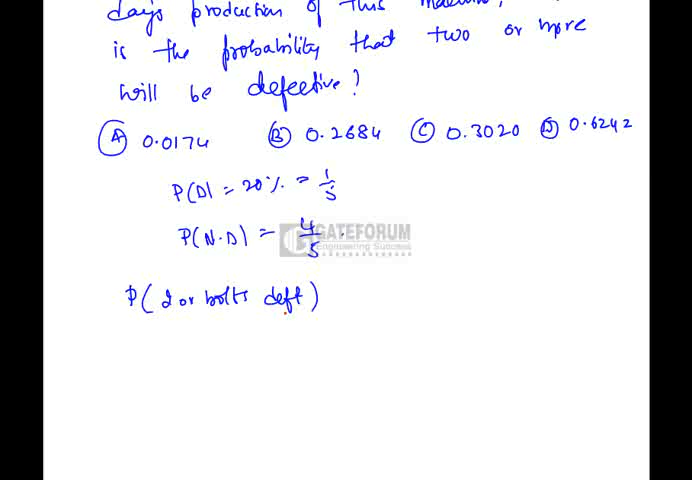 days production of this
is the probability that two or more
will be defective?
(A) 0.0174 (B) 0.2684 (C) 0.3020 (D) 0.6242
P(D) = 20% = 1/5
P(N.D) = 4/5.
GATEFORUM
Engineering Success
P(2 or bolts deft)